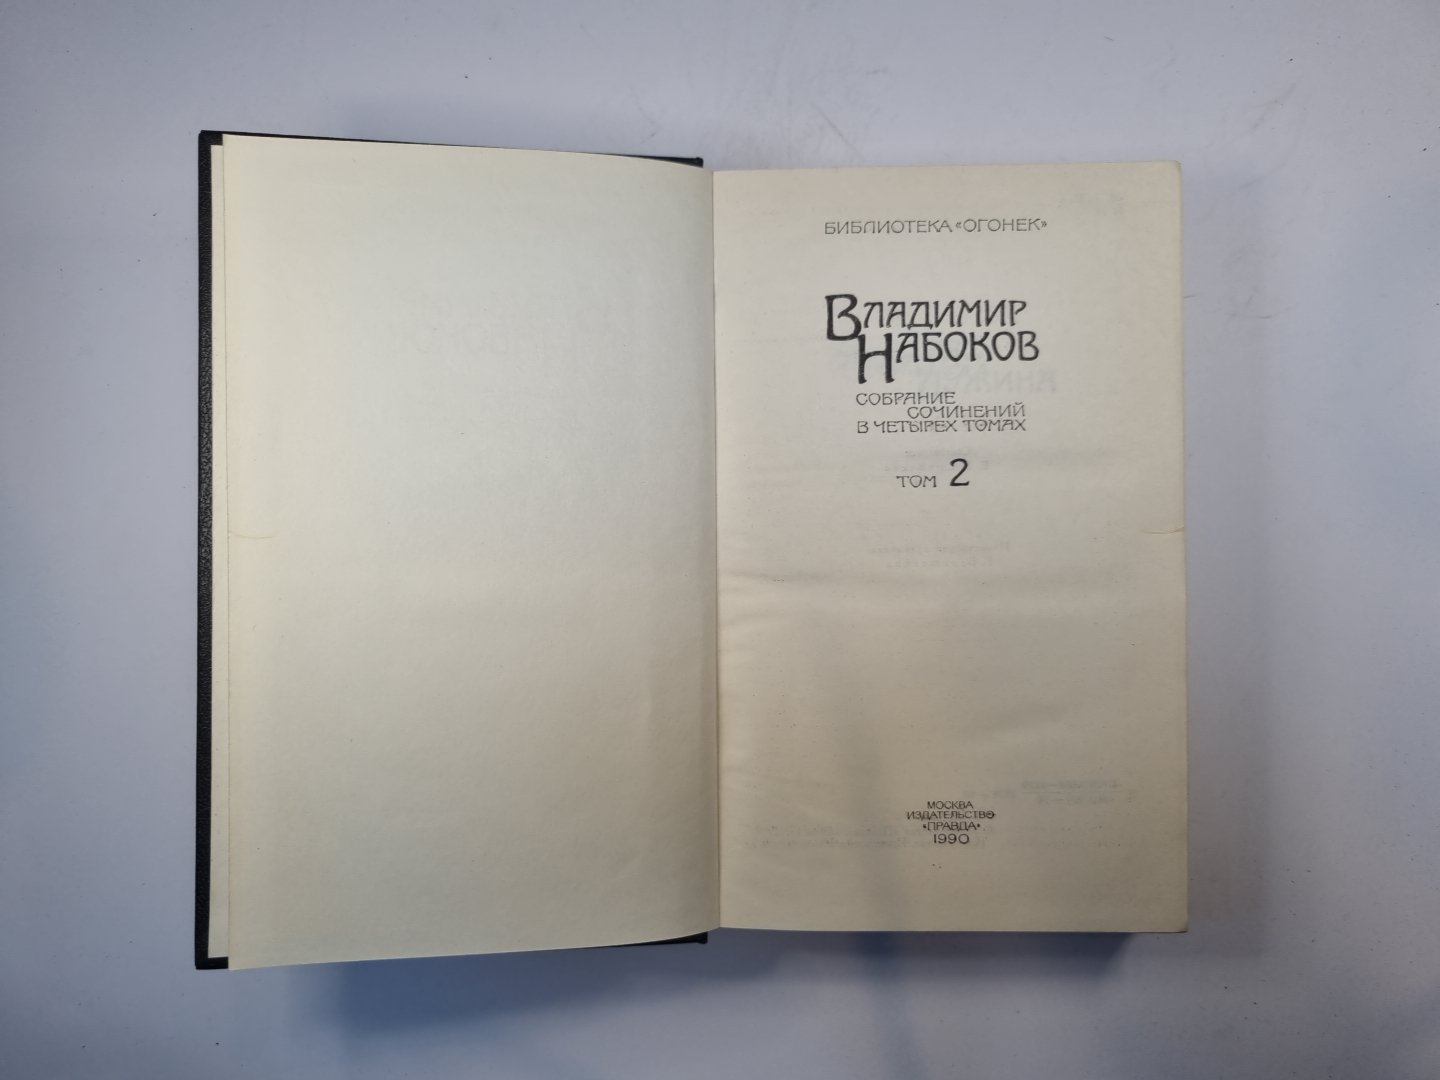 БИБЛИОТЕКА «ОГОНЕК»
ВЛАДИМИР
НАБОКОВ
СОБРАНИЕ
СОЧИНЕНИЙ
В ЧЕТЫРЕХ ТОМАХ
ТОМ 2
МОСКВА
ИЗДАТЕЛЬСТВО
«ПРАВДА»
1990